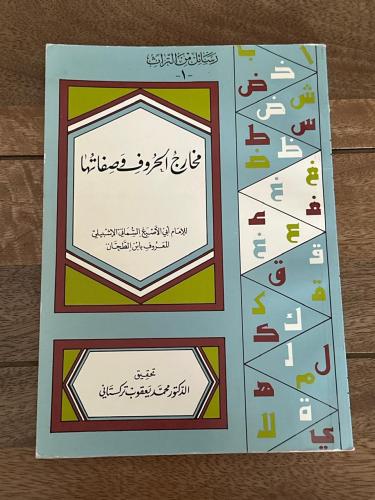 رسائل من التراث
-١-
مخارج الحروف وصفاتها
للإمام أبي الأصبغ السماتي الإشبيلي
المعروف بابن الطحان
تحقيق
الدكتور محمد يعقوب تركستاني